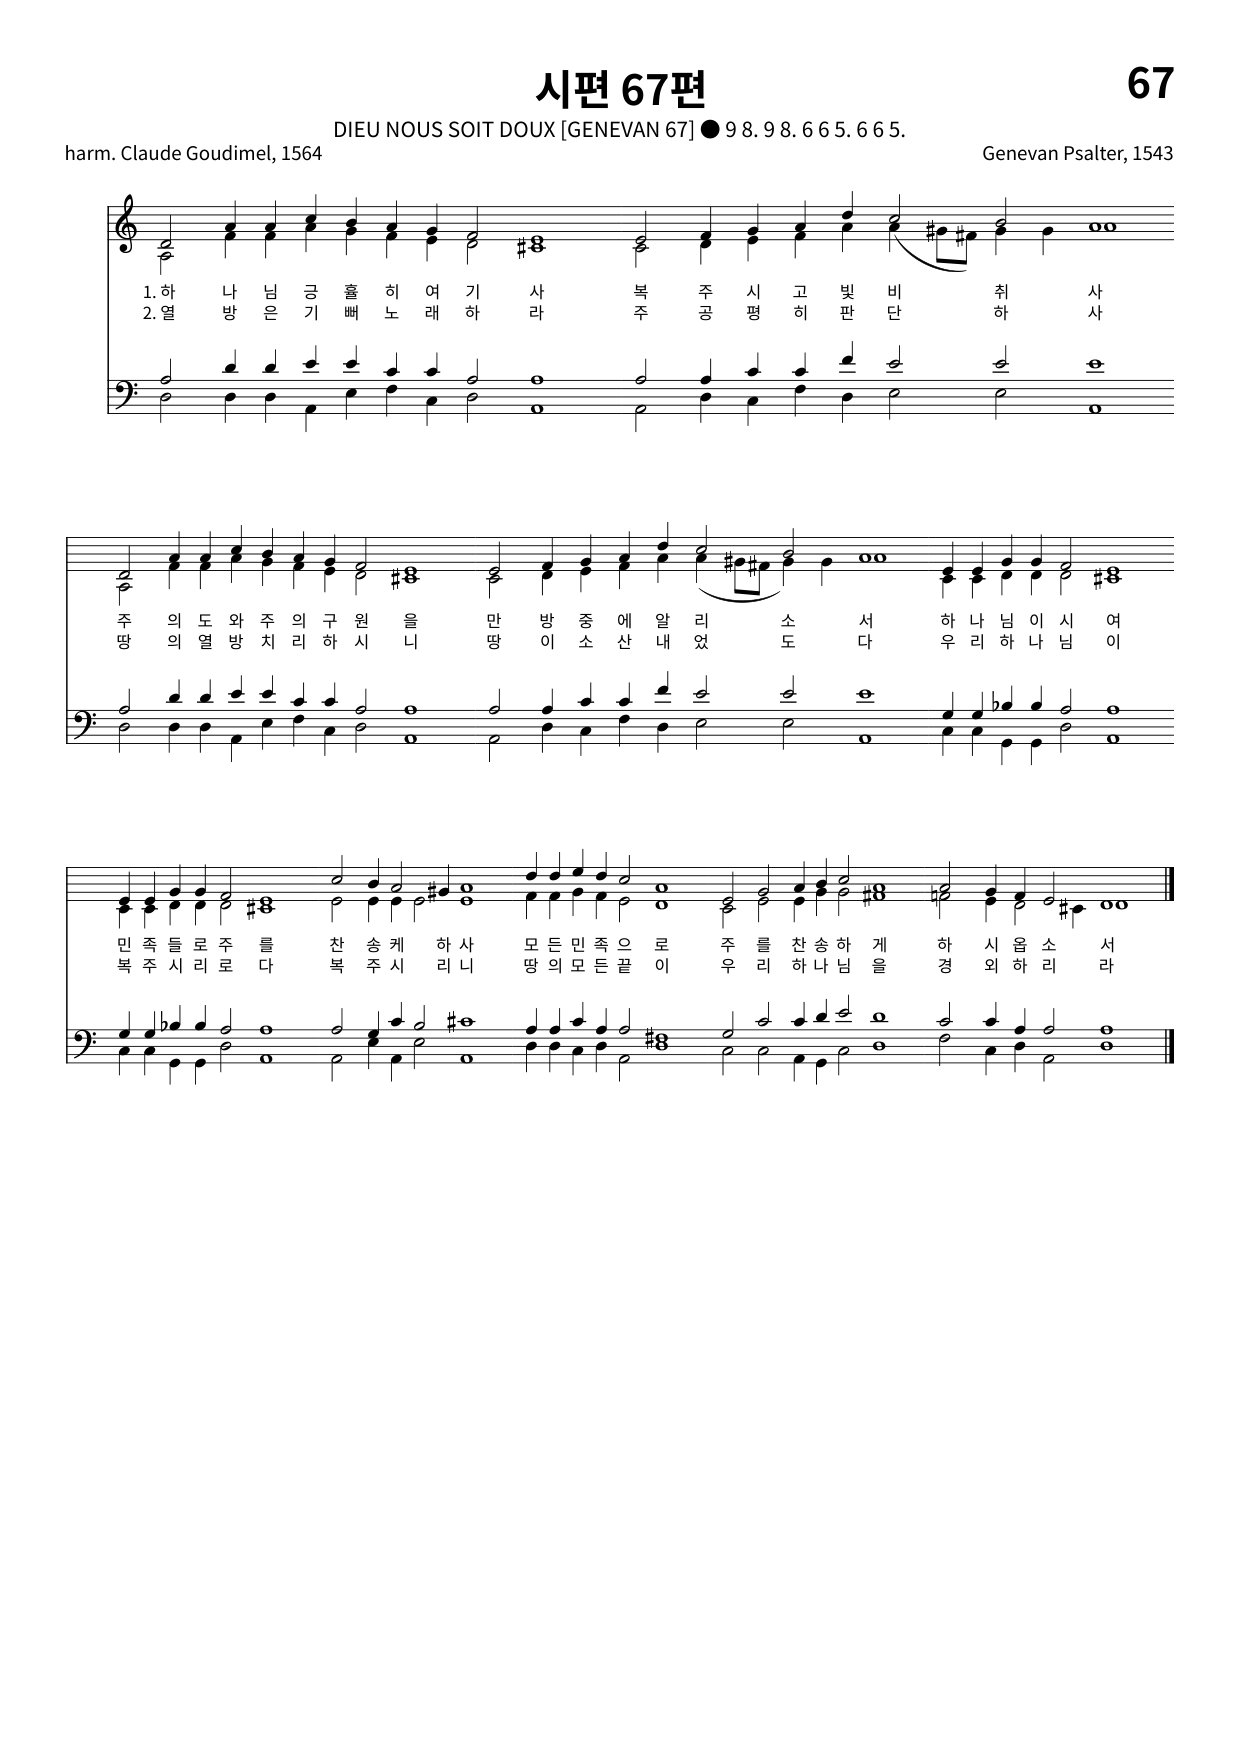 시편 67편
67
DIEU NOUS SOIT DOUX [GENEVAN 67] ● 9 8. 9 8. 6 6 5. 6 6 5.
harm. Claude Goudimel, 1564
Genevan Psalter, 1543
1. 하 나 님 긍 휼 히 여 기 사 복 주 시 고 빛 비 취 사
2. 열 방 은 기 뻐 노 래 하 라 주 공 평 히 판 단 하 사
주 의 도 와 주 의 구 원 을 만 방 중 에 알 리 소 서 하 나 님 이 시 여
땅 의 열 방 치 리 하 시 니 땅 이 소 산 내 었 도 다 우 리 하 나 님 이
민 족 들 로 주 를 찬 송 케 하 사 모 든 민 족 으 로 주 를 찬 송 하 게 하 시 옵 소 서
복 주 시 리 로 다 복 주 시 리 니 땅 의 모 든 끝 이 우 리 하 나 님 을 경 외 하 리 라